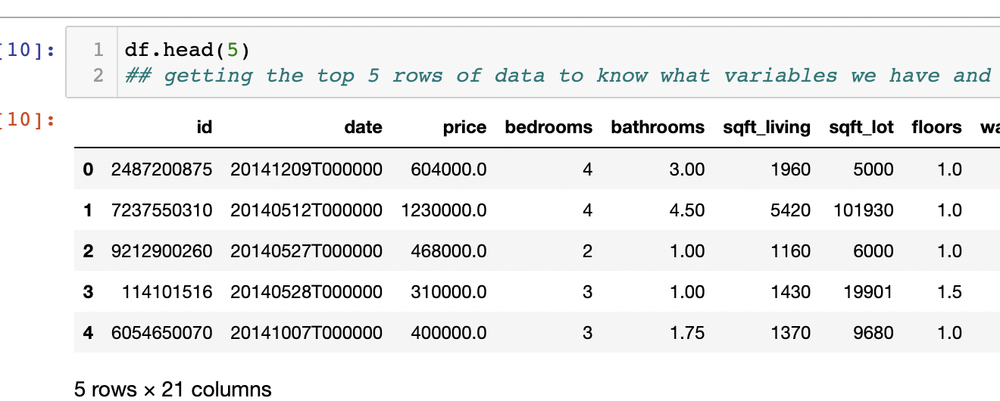 [10]:
1 df.head(5)
2 ## getting the top 5 rows of data to know what variables we have and
[10]:
id date price bedrooms bathrooms sqft_living sqft_lot floors wa
0 2487200875 20141209T000000 604000.0 4 3.00 1960 5000 1.0
1 7237550310 20140512T000000 1230000.0 4 4.50 5420 101930 1.0
2 9212900260 20140527T000000 468000.0 2 1.00 1160 6000 1.0
3 114101516 20140528T000000 310000.0 3 1.00 1430 19901 1.5
4 6054650070 20141007T000000 400000.0 3 1.75 1370 9680 1.0
5 rows × 21 columns